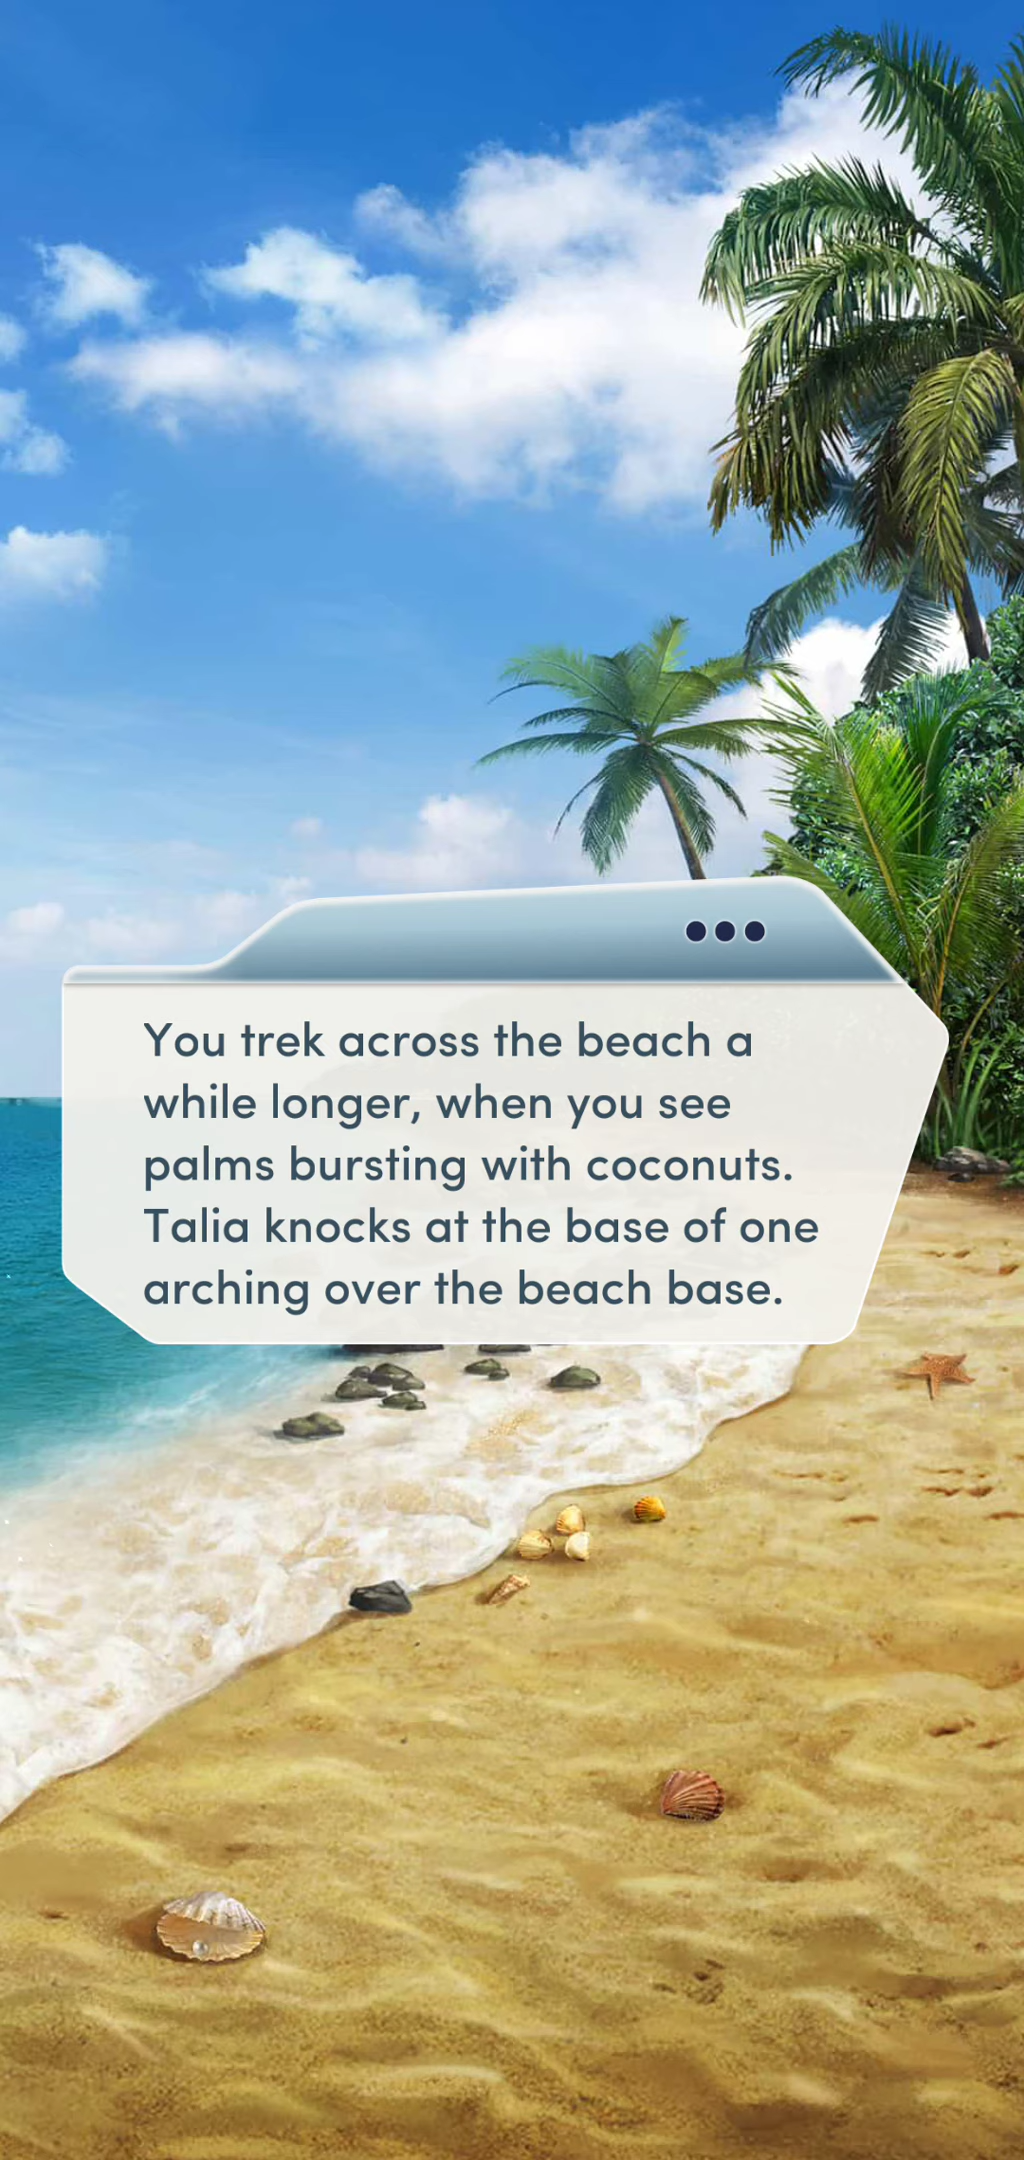 You trek across the beach a
while longer, when you see
palms bursting with coconuts.
Talia knocks at the base of one
arching over the beach base.